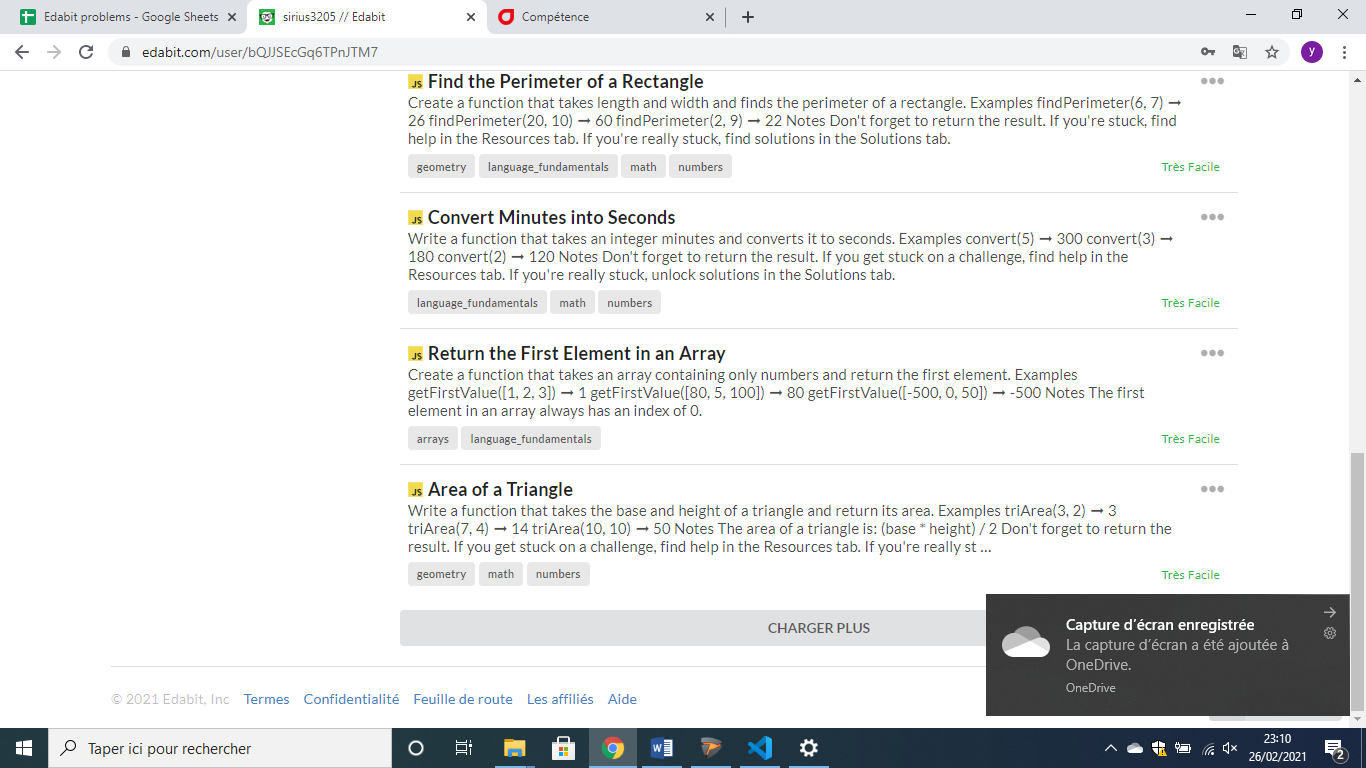 Edabit problems - Google Sheets
sirius3205 // Edabit
Compétence
edabit.com/user/bQJJSEcGq6TPnJTM7
y
JS Find the Perimeter of a Rectangle
Create a function that takes length and width and finds the perimeter of a rectangle. Examples findPerimeter(6, 7) ➞
26 findPerimeter(20, 10) ➞ 60 findPerimeter(2, 9) ➞ 22 Notes Don't forget to return the result. If you're stuck, find
help in the Resources tab. If you're really stuck, find solutions in the Solutions tab.
geometry language_fundamentals math numbers Très Facile
JS Convert Minutes into Seconds
Write a function that takes an integer minutes and converts it to seconds. Examples convert(5) ➞ 300 convert(3) ➞
180 convert(2) ➞ 120 Notes Don't forget to return the result. If you get stuck on a challenge, find help in the
Resources tab. If you're really stuck, unlock solutions in the Solutions tab.
language_fundamentals math numbers Très Facile
JS Return the First Element in an Array
Create a function that takes an array containing only numbers and return the first element. Examples
getFirstValue([1, 2, 3]) ➞ 1 getFirstValue([80, 5, 100]) ➞ 80 getFirstValue([-500, 0, 50]) ➞ -500 Notes The first
element in an array always has an index of 0.
arrays language_fundamentals Très Facile
JS Area of a Triangle
Write a function that takes the base and height of a triangle and return its area. Examples triArea(3, 2) ➞ 3
triArea(7, 4) ➞ 14 triArea(10, 10) ➞ 50 Notes The area of a triangle is: (base * height) / 2 Don't forget to return the
result. If you get stuck on a challenge, find help in the Resources tab. If you're really st ...
geometry math numbers Très Facile
CHARGER PLUS
Capture d'écran enregistrée
La capture d'écran a été ajoutée à
OneDrive.
OneDrive
© 2021 Edabit, Inc Termes Confidentialité Feuille de route Les affiliés Aide
Taper ici pour rechercher
23:10
26/02/2021
2